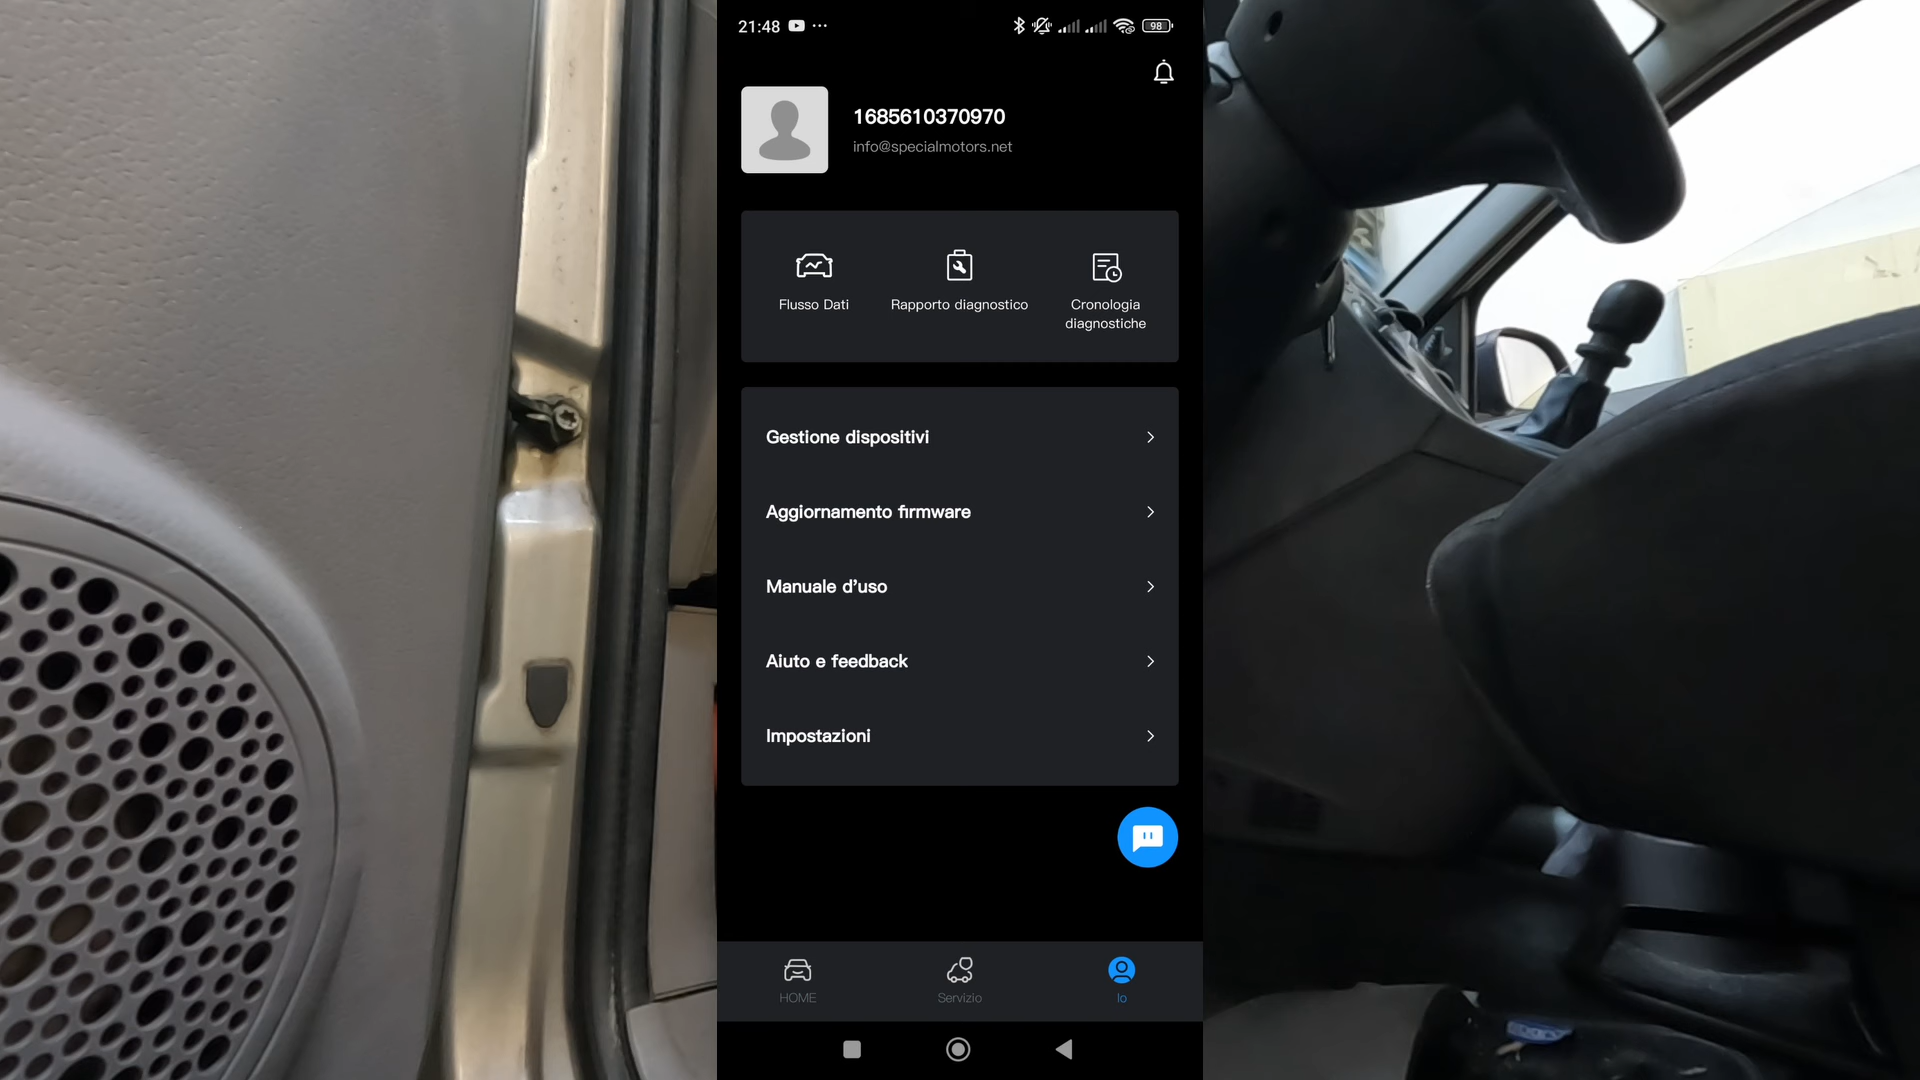 21:48
98
1685610370970
info@specialmotors.net
Flusso Dati
Rapporto diagnostico
Cronologia
diagnostiche
Gestione dispositivi
Aggiornamento firmware
Manuale d’uso
Aiuto e feedback
Impostazioni
HOME
Servizio
Io